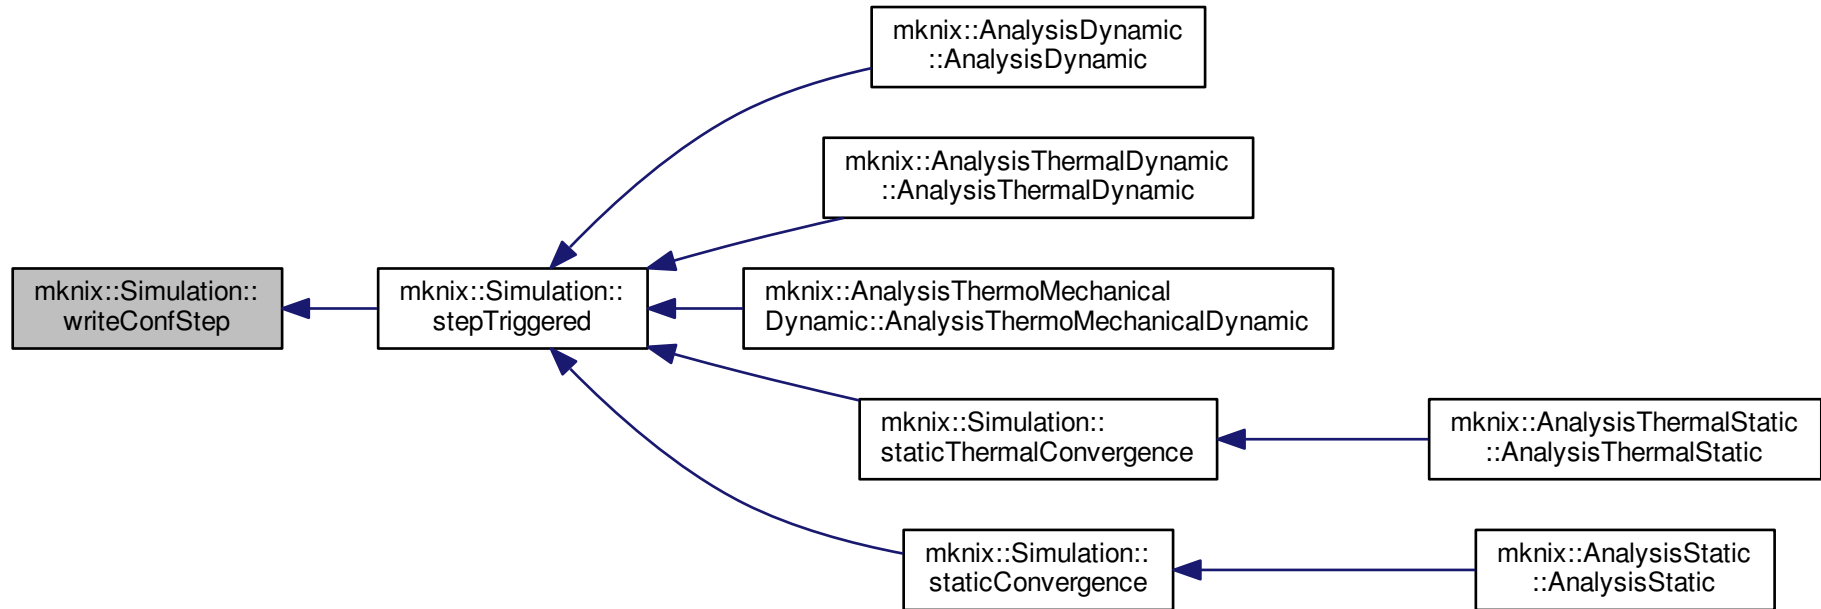 mknix::AnalysisDynamic
::AnalysisDynamic
mknix::AnalysisThermalDynamic
::AnalysisThermalDynamic
mknix::Simulation::
writeConfStep
mknix::Simulation::
stepTriggered
mknix::AnalysisThermoMechanical
Dynamic::AnalysisThermoMechanicalDynamic
mknix::Simulation::
staticThermalConvergence
mknix::AnalysisThermalStatic
::AnalysisThermalStatic
mknix::Simulation::
staticConvergence
mknix::AnalysisStatic
::AnalysisStatic